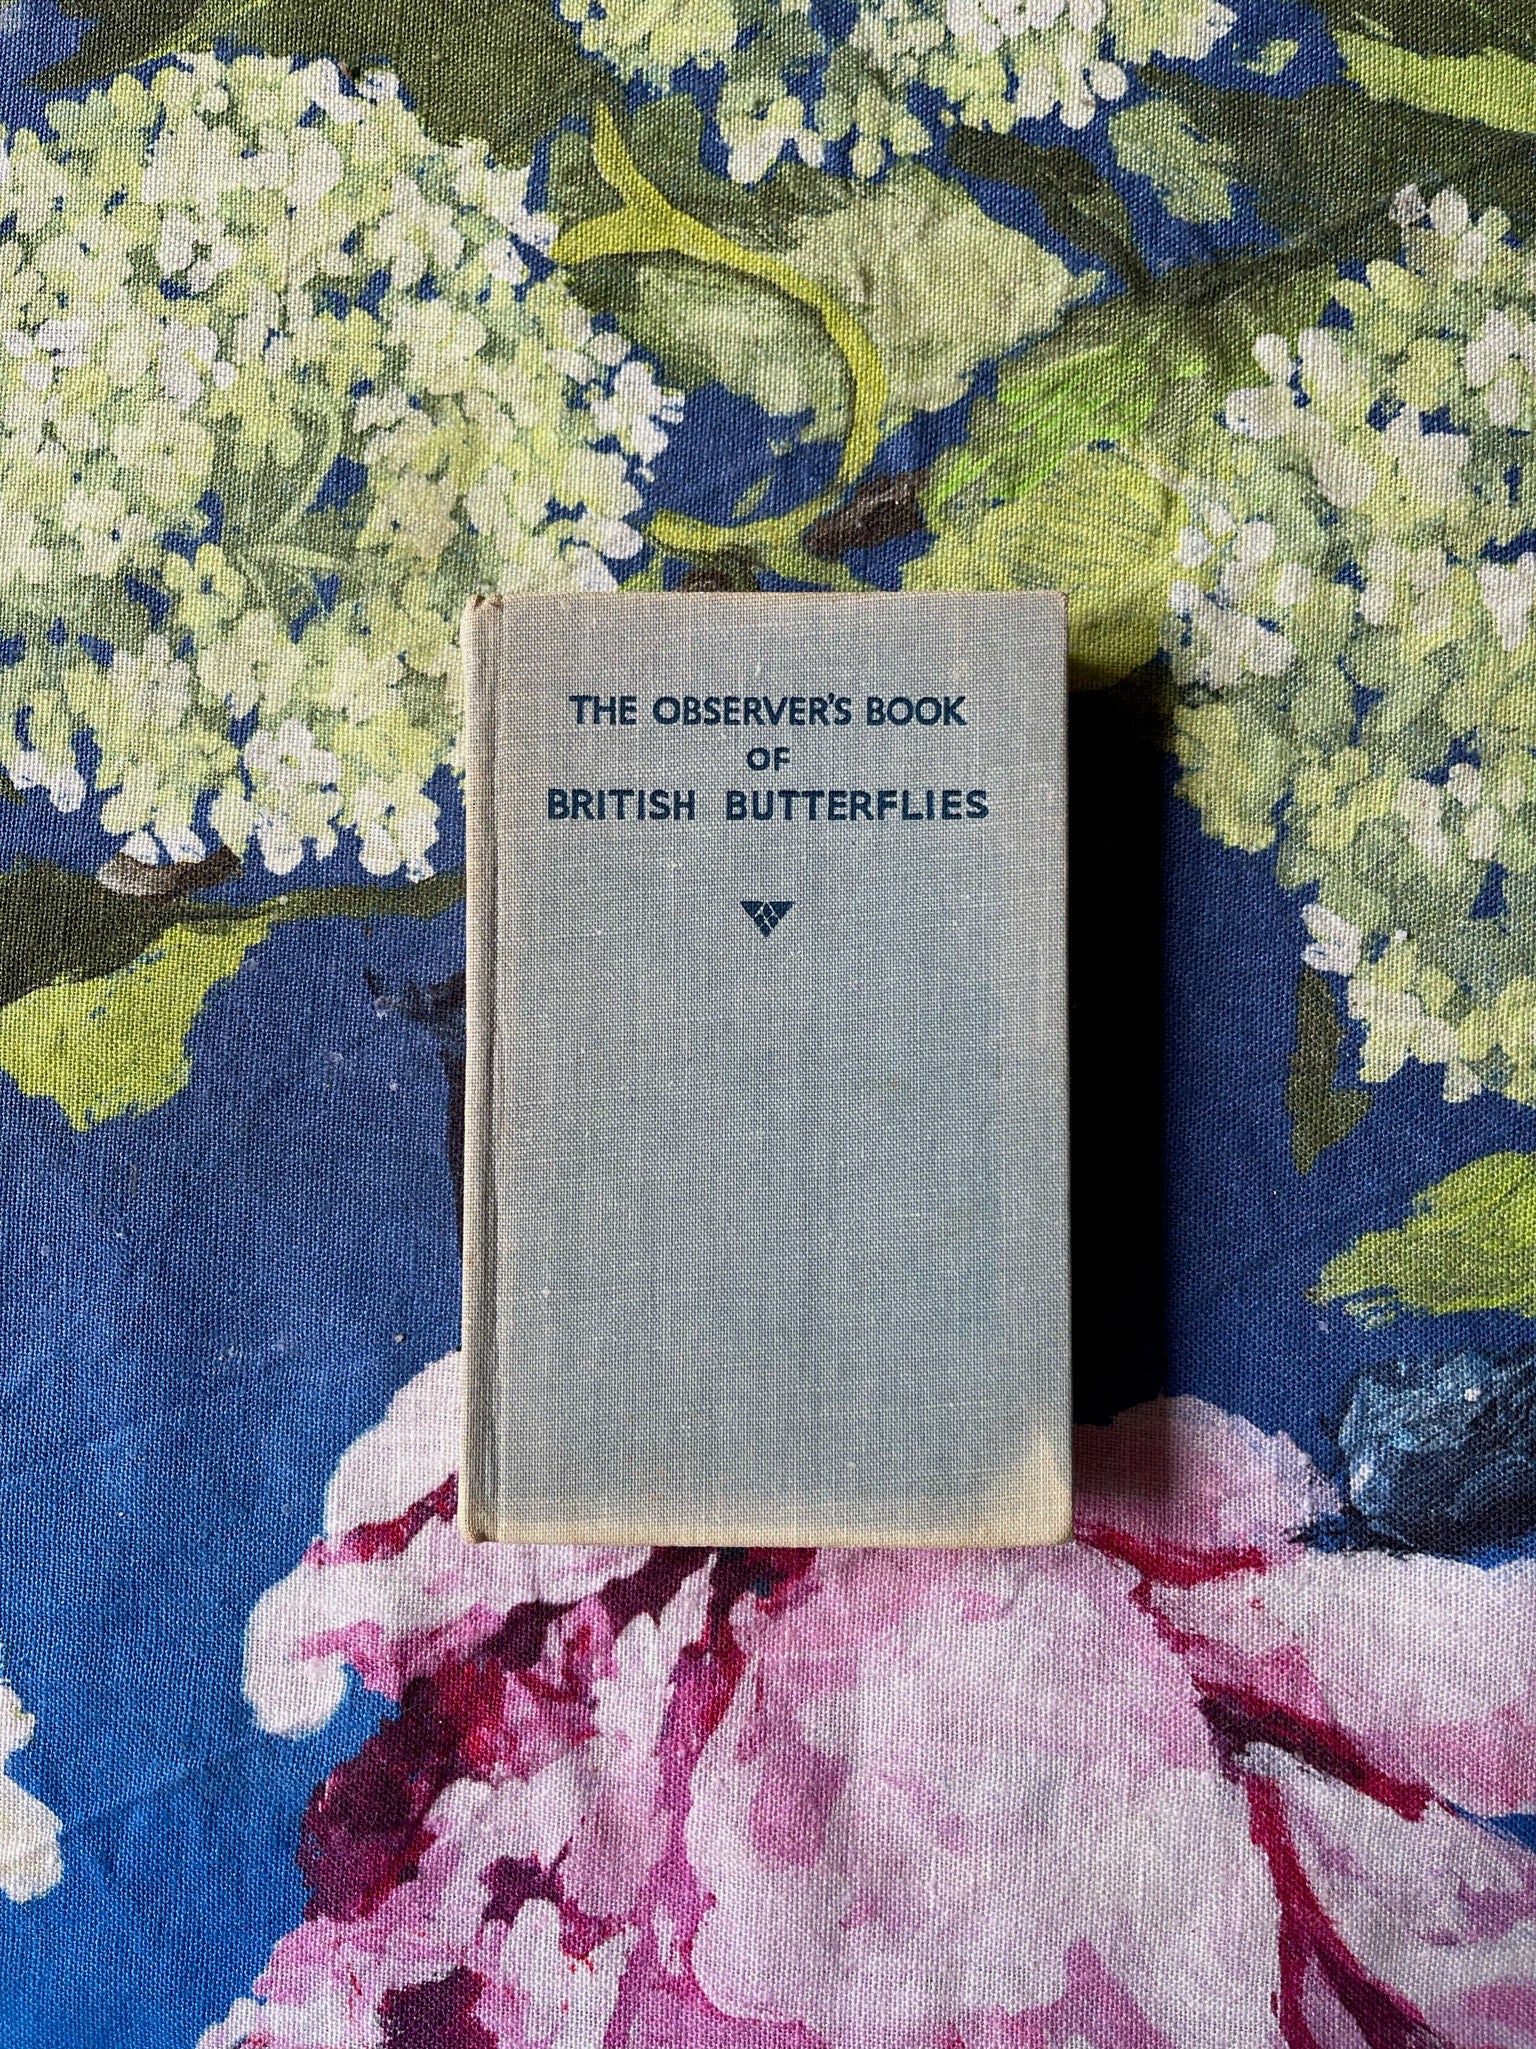 THE OBSERVER'S BOOK
OF
BRITISH BUTTERFLIES